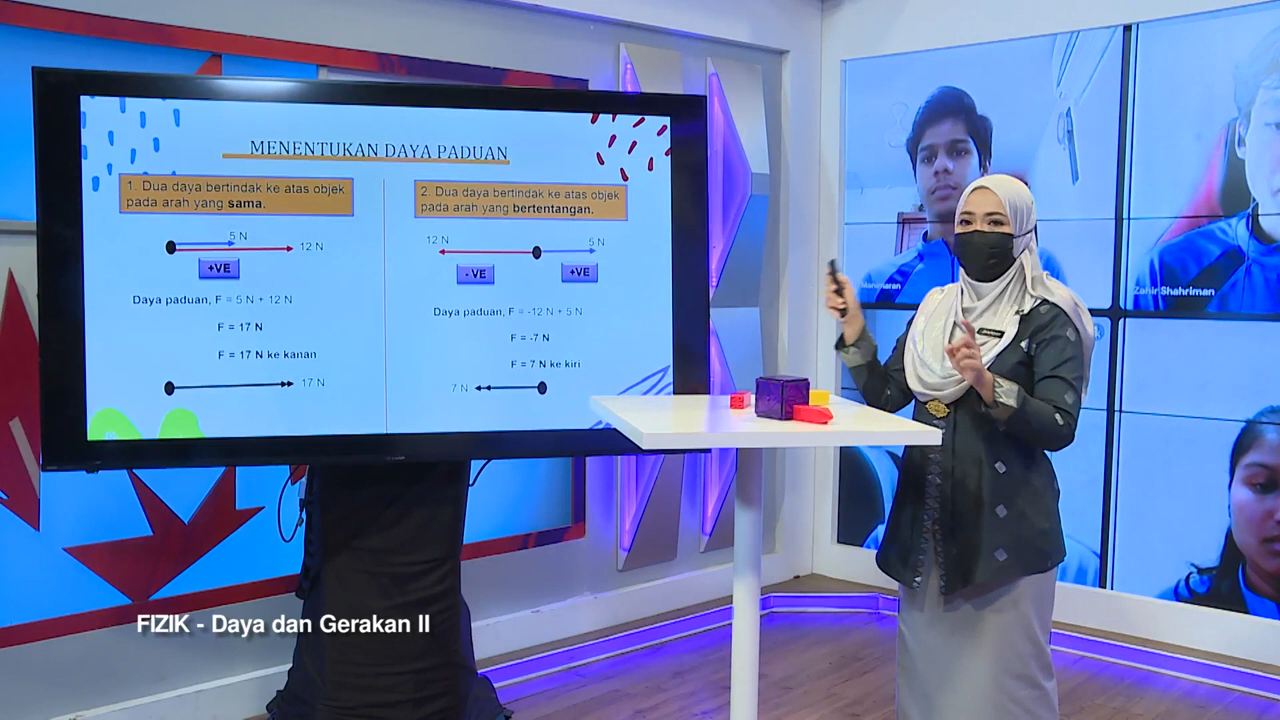 MENENTUKAN DAYA PADUAN
1. Dua daya bertindak ke atas objek
pada arah yang sama.
5 N
12 N
+VE
Daya paduan, F = 5 N + 12 N
F = 17 N
F = 17 N ke kanan
17 N
2. Dua daya bertindak ke atas objek
pada arah yang bertentangan.
12 N
5 N
- VE
+VE
Daya paduan, F = -12 N + 5 N
F = -7 N
F = 7 N ke kiri
7 N
Zahir Shahriman
FIZIK - Daya dan Gerakan II